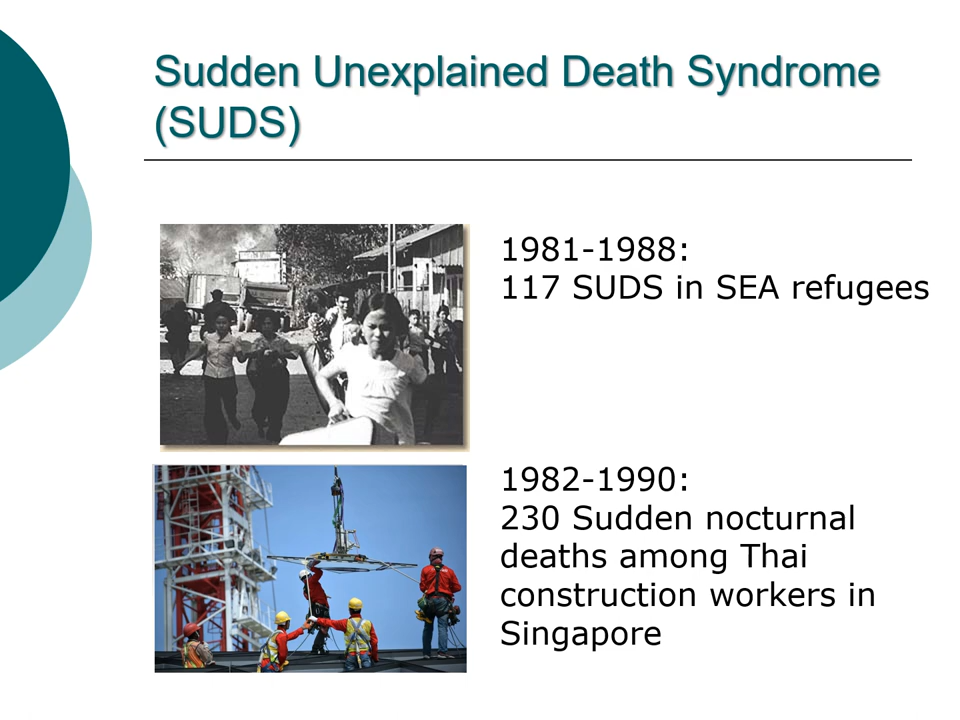 Sudden Unexplained Death Syndrome
(SUDS)
1981-1988:
117 SUDS in SEA refugees
1982-1990:
230 Sudden nocturnal
deaths among Thai
construction workers in
Singapore